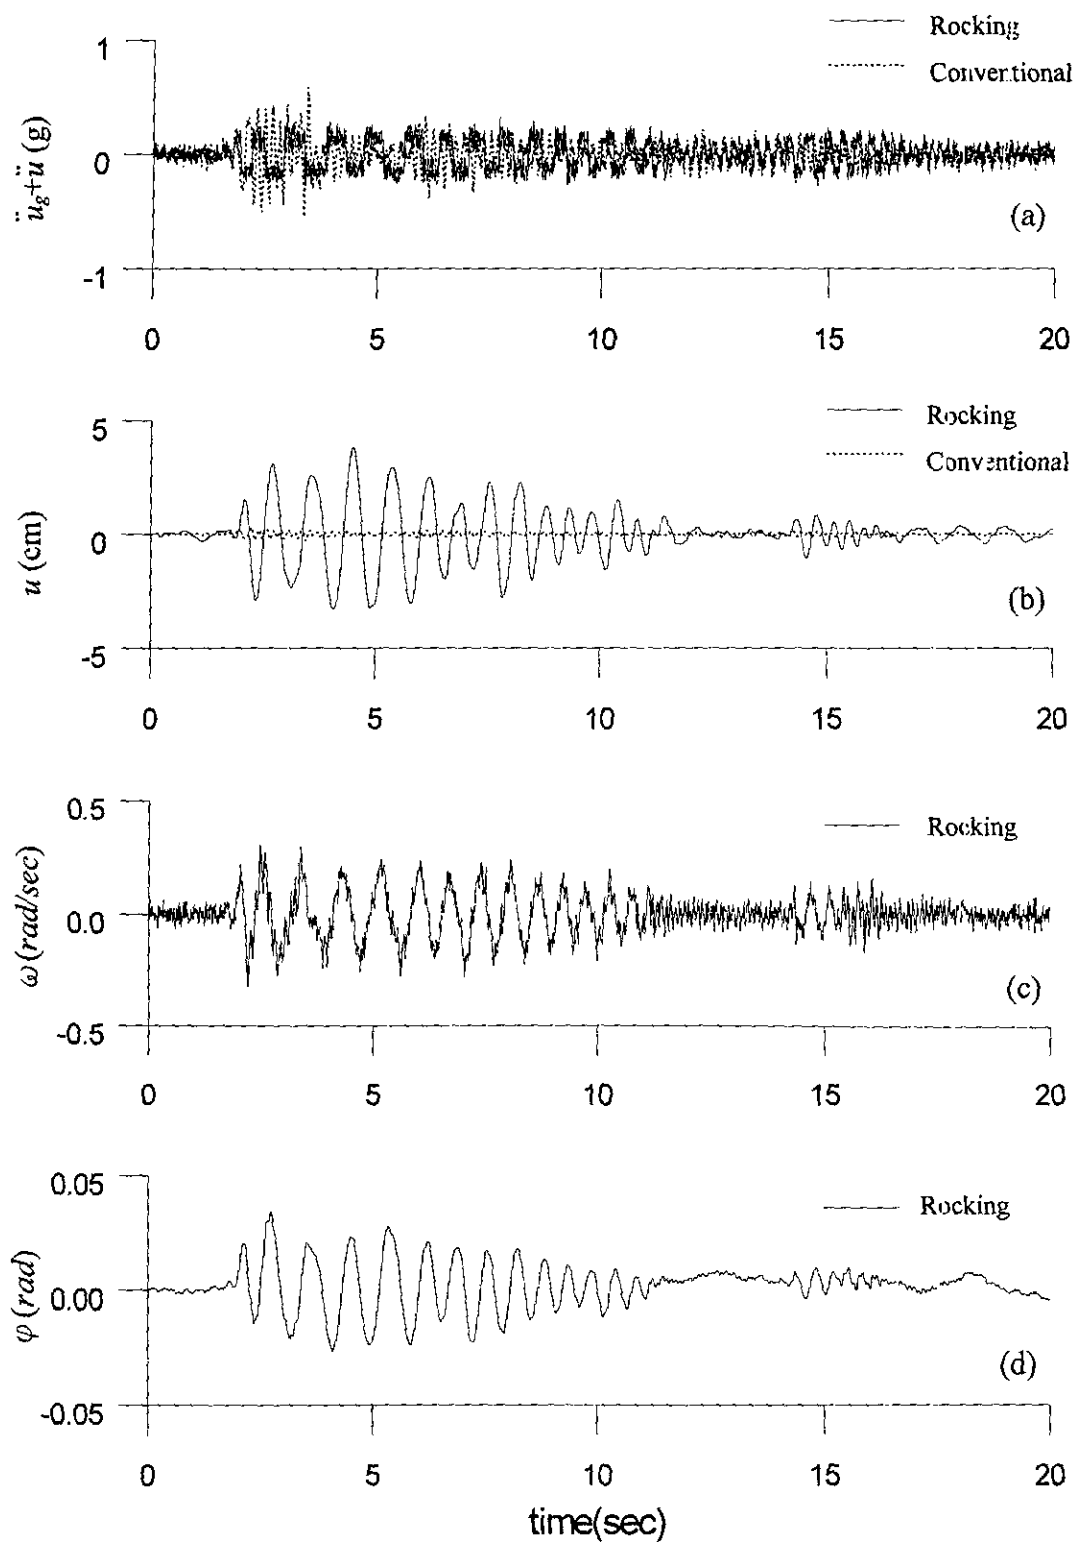 Rocking
Conventional
1
0
-1
ü_g+ü (g)
(a)
0 5 10 15 20
Rocking
Conventional
5
0
-5
u (cm)
(b)
0 5 10 15 20
Rocking
0.5
0.0
-0.5
ω (rad/sec)
(c)
0 5 10 15 20
Rocking
0.05
0.00
-0.05
φ (rad)
(d)
0 5 10 15 20
time(sec)